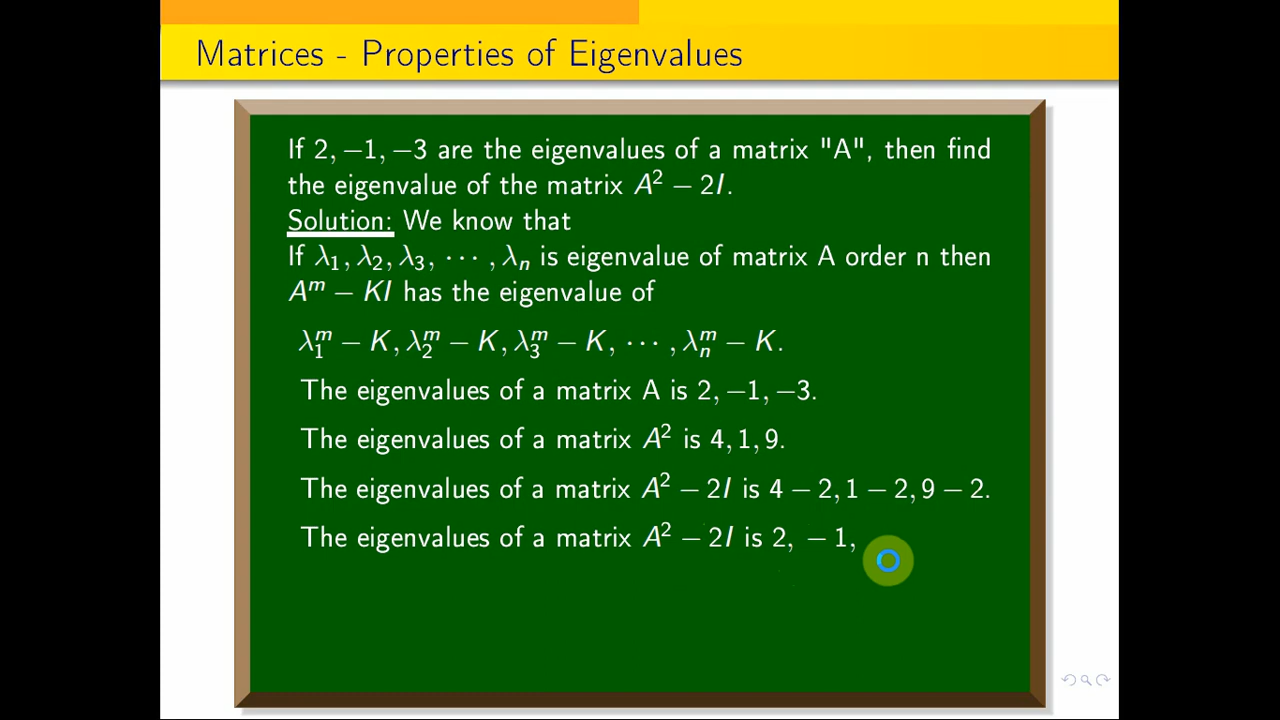 Matrices - Properties of Eigenvalues
If 2, −1, −3 are the eigenvalues of a matrix "A", then find
the eigenvalue of the matrix A² − 2I.
Solution: We know that
If λ₁, λ₂, λ₃, ⋯ , λₙ is eigenvalue of matrix A order n then
Aᵐ − KI has the eigenvalue of
λ₁ᵐ − K, λ₂ᵐ − K, λ₃ᵐ − K, ⋯ , λₙᵐ − K.
The eigenvalues of a matrix A is 2, −1, −3.
The eigenvalues of a matrix A² is 4, 1, 9.
The eigenvalues of a matrix A² − 2I is 4 − 2, 1 − 2, 9 − 2.
The eigenvalues of a matrix A² − 2I is 2, − 1,